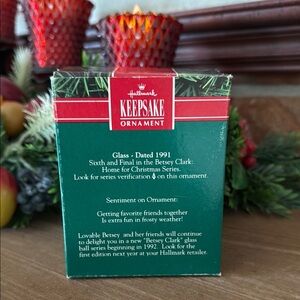 Hallmark
KEEPSAKE
ORNAMENT
Glass - Dated 1991
Sixth and Final in the Betsey Clark:
Home for Christmas Series.
Look for series verification on this ornament.
Sentiment on Ornament:
Getting favorite friends together
Is extra fun in frosty weather!
Lovable Betsey and her friends will continue to
delight you in a new "Betsey Clark" glass
ball series beginning in 1992. Look for the
first edition next year at your Hallmark retailer.